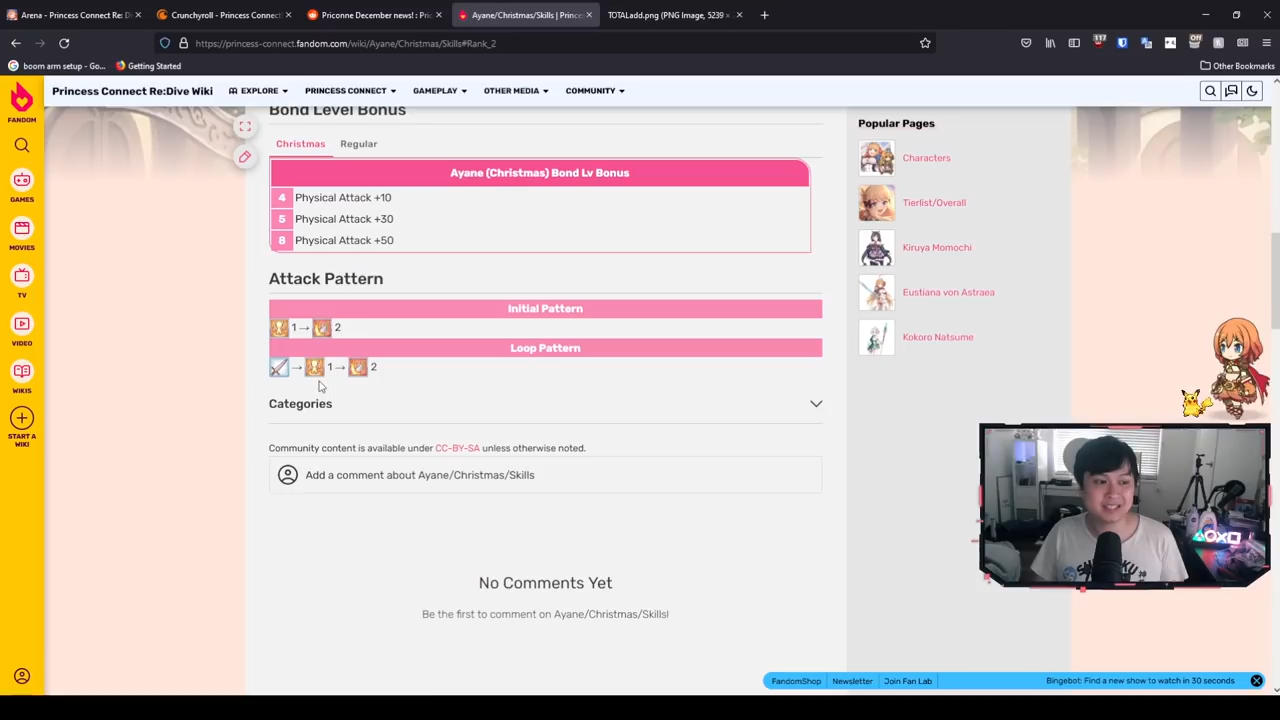 Arena - Princess Connect Re: Di
Crunchyroll - Princess Connect!
Priconne December news! : Pric
Ayane/Christmas/Skills | Princes
TOTALadd.png (PNG Image, 5239 ×
https://princess-connect.fandom.com/wiki/Ayane/Christmas/Skills#Rank_2
117
Off
boom arm setup - Go...
Getting Started
Other Bookmarks
Princess Connect Re:Dive Wiki
EXPLORE
PRINCESS CONNECT
GAMEPLAY
OTHER MEDIA
COMMUNITY
FANDOM
GAMES
MOVIES
TV
VIDEO
WIKIS
START A
WIKI
Bond Level Bonus
Christmas
Regular
Ayane (Christmas) Bond Lv Bonus
4 Physical Attack +10
5 Physical Attack +30
8 Physical Attack +50
Attack Pattern
Initial Pattern
1 → 2
Loop Pattern
→ 1 → 2
Categories
Community content is available under CC-BY-SA unless otherwise noted.
Add a comment about Ayane/Christmas/Skills
No Comments Yet
Be the first to comment on Ayane/Christmas/Skills!
Popular Pages
Characters
Tierlist/Overall
Kiruya Momochi
Eustiana von Astraea
Kokoro Natsume
FandomShop
Newsletter
Join Fan Lab
Bingebot: Find a new show to watch in 30 seconds